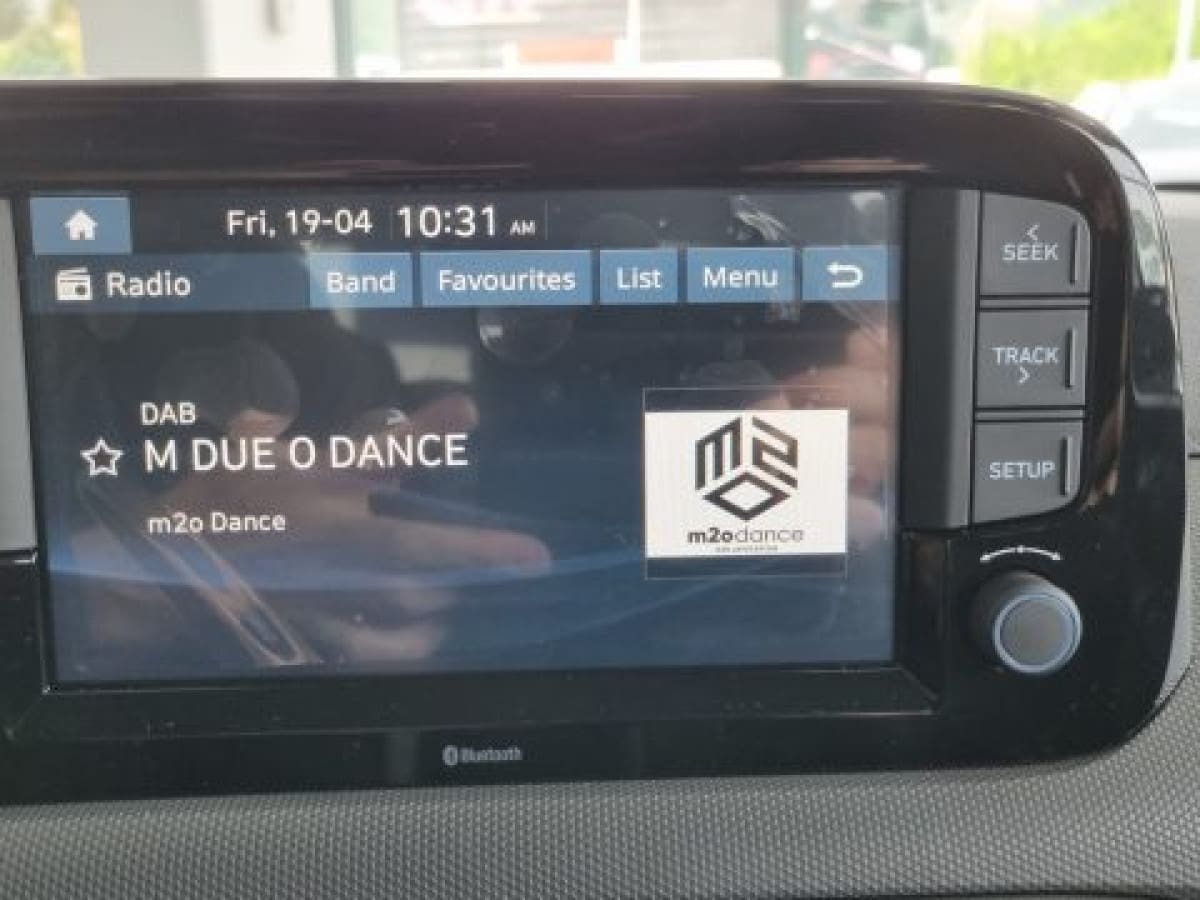 Fri, 19-04 10:31 AM
Radio Band Favourites List Menu
SEEK
TRACK
SETUP
DAB
M DUE O DANCE
m2o Dance
m2o
m2odance
Bluetooth